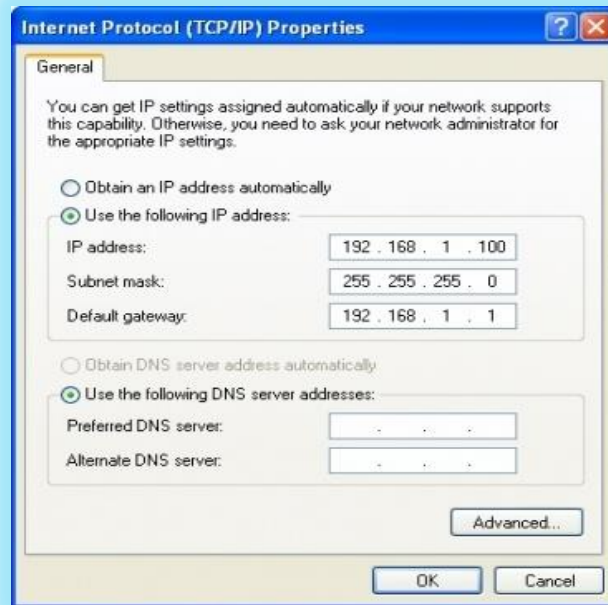 Internet Protocol (TCP/IP) Properties
General
You can get IP settings assigned automatically if your network supports
this capability. Otherwise, you need to ask your network administrator for
the appropriate IP settings.
Obtain an IP address automatically
Use the following IP address:
IP address: 192 . 168 . 1 . 100
Subnet mask: 255 . 255 . 255 . 0
Default gateway: 192 . 168 . 1 . 1
Obtain DNS server address automatically
Use the following DNS server addresses:
Preferred DNS server: . . .
Alternate DNS server: . . .
Advanced...
OK Cancel